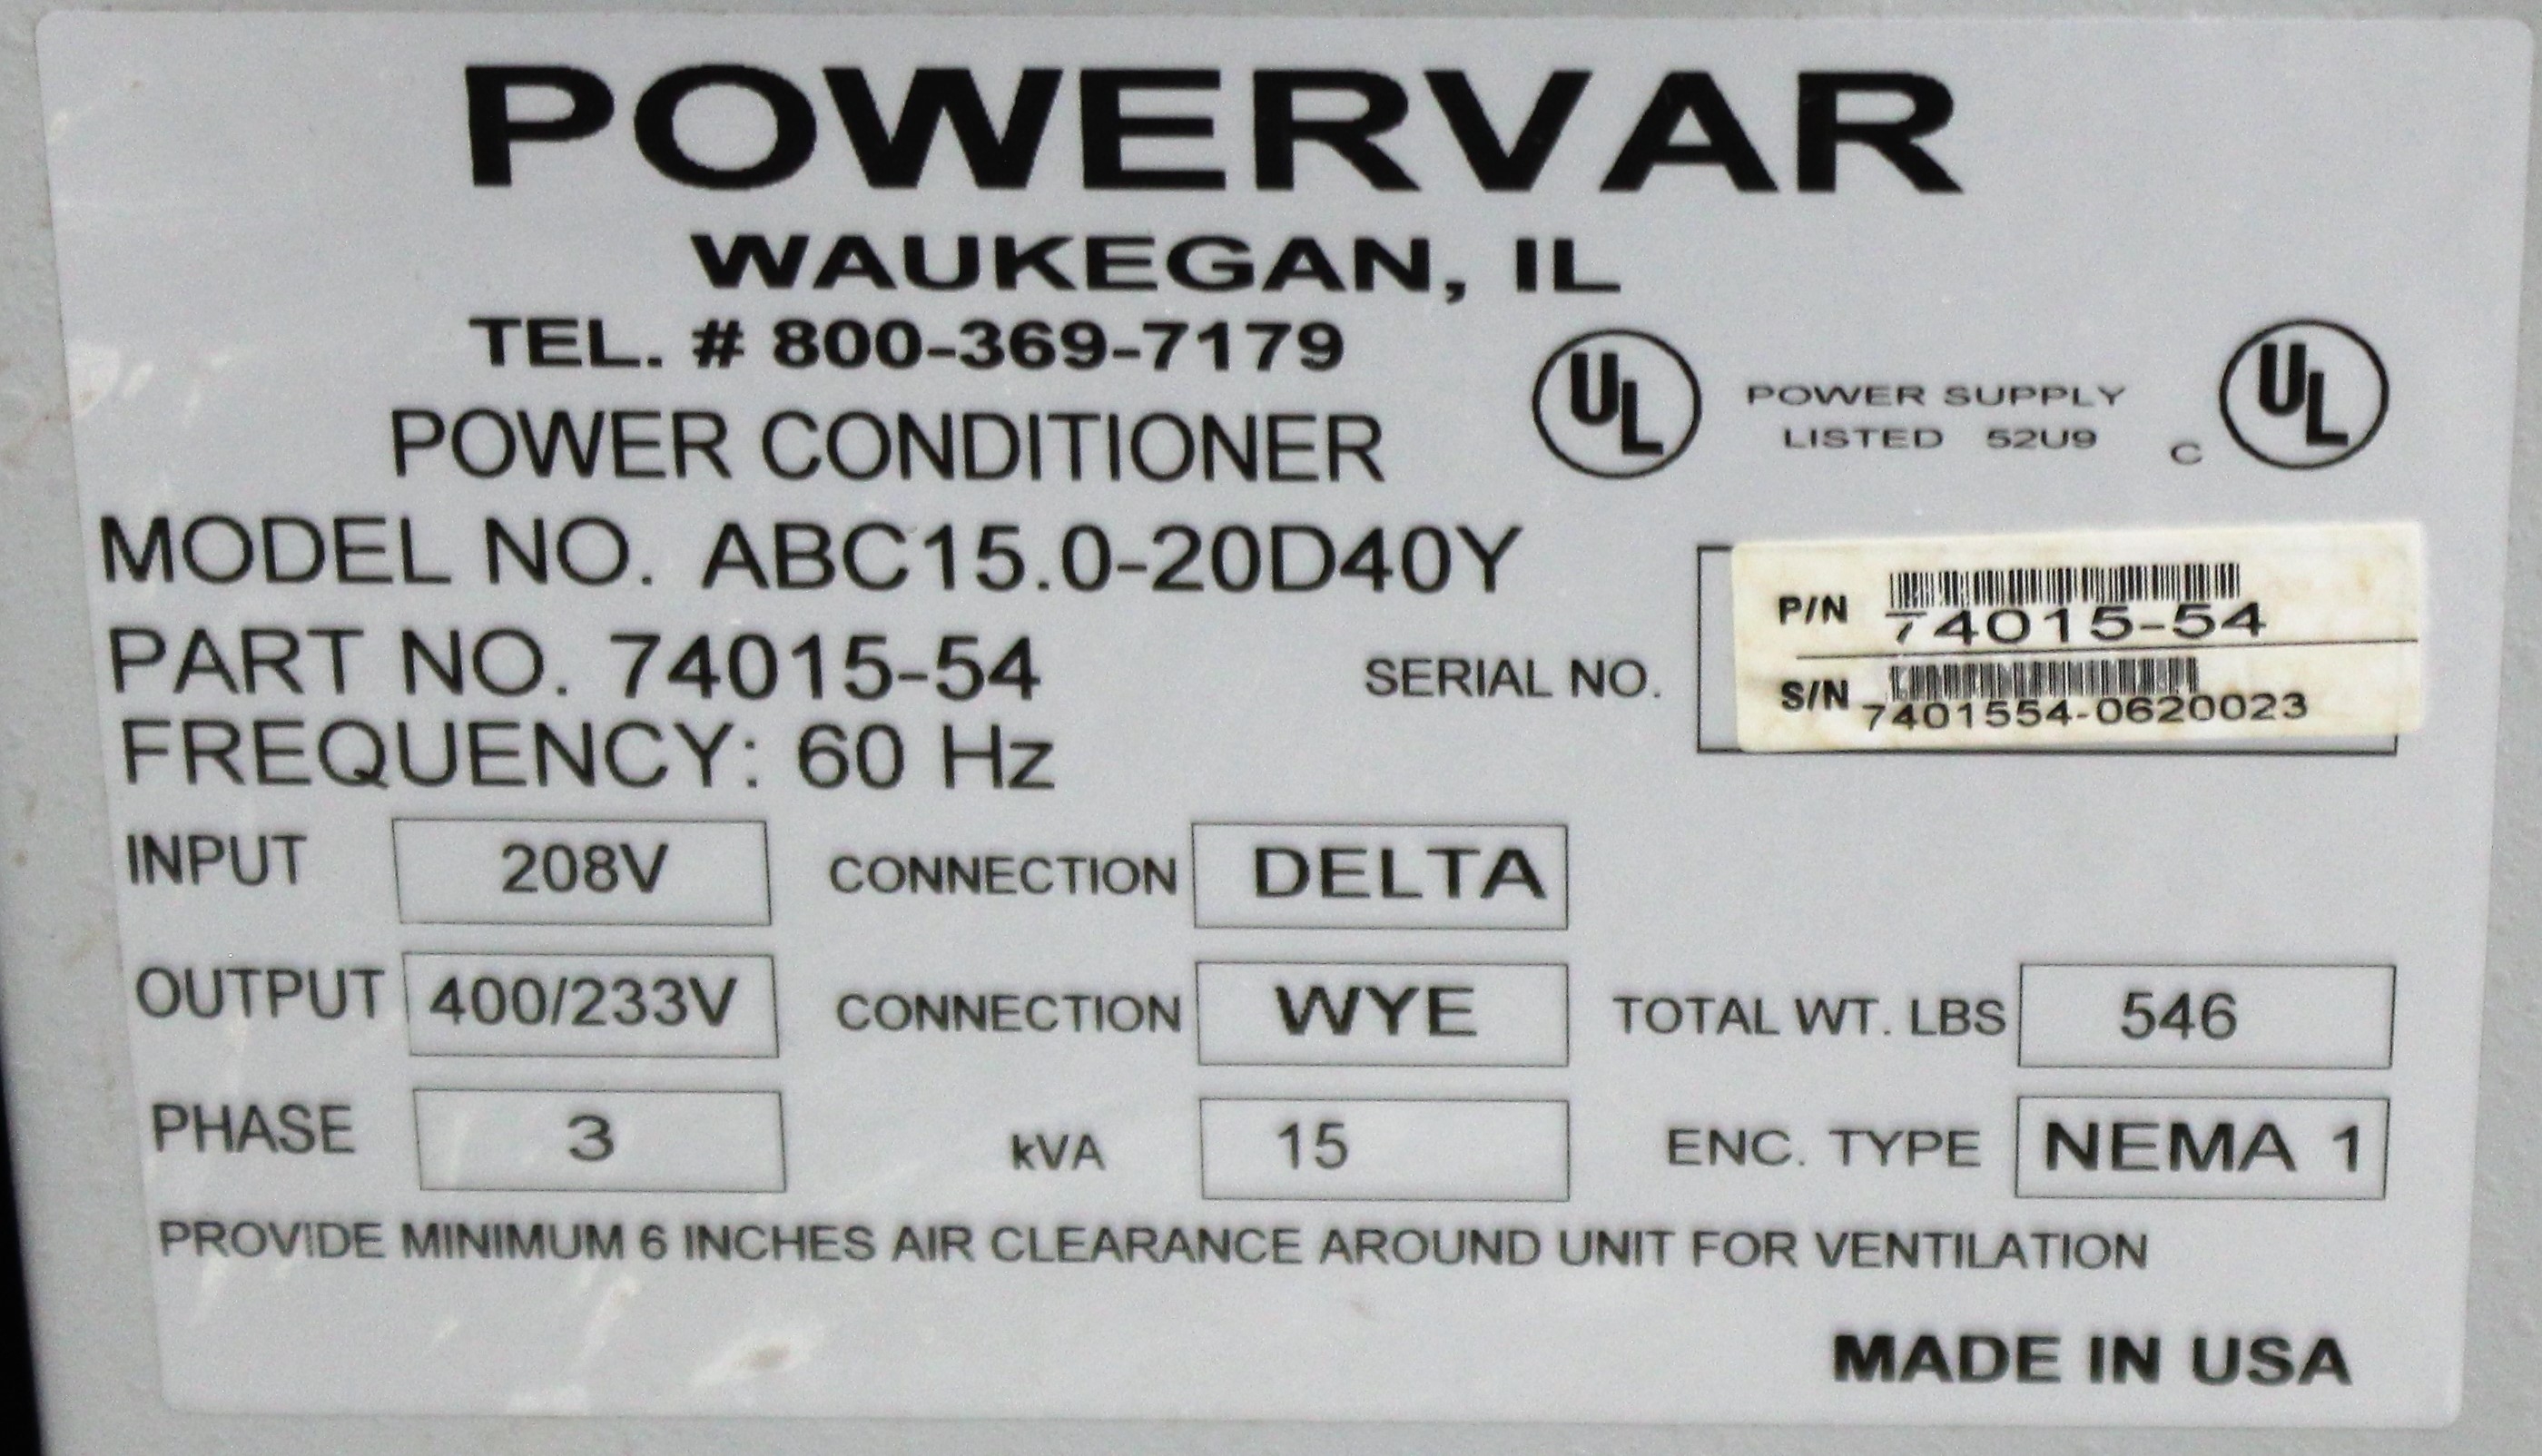 POWERVAR
WAUKEGAN, IL
TEL. # 800-369-7179
POWER CONDITIONER
UL POWER SUPPLY C UL
LISTED 52U9
MODEL NO. ABC15.0-20D40Y
PART NO. 74015-54
SERIAL NO.
P/N 74015-54
S/N 7401554-0620023
FREQUENCY: 60 Hz
INPUT 208V CONNECTION DELTA
OUTPUT 400/233V CONNECTION WYE TOTAL WT. LBS 546
PHASE 3 kVA 15 ENC. TYPE NEMA 1
PROVIDE MINIMUM 6 INCHES AIR CLEARANCE AROUND UNIT FOR VENTILATION
MADE IN USA